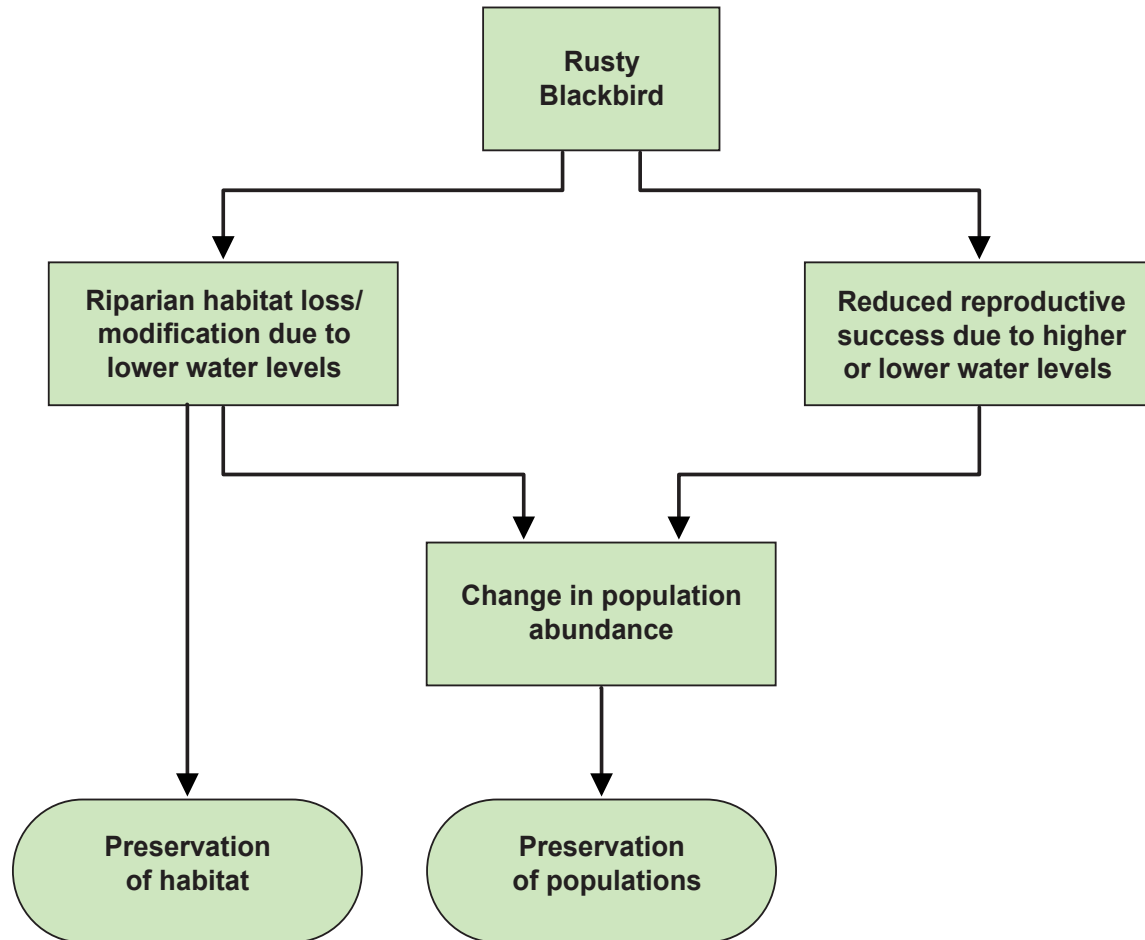 Rusty
Blackbird
Riparian habitat loss/
modification due to
lower water levels
Reduced reproductive
success due to higher
or lower water levels
Change in population
abundance
Preservation
of habitat
Preservation
of populations